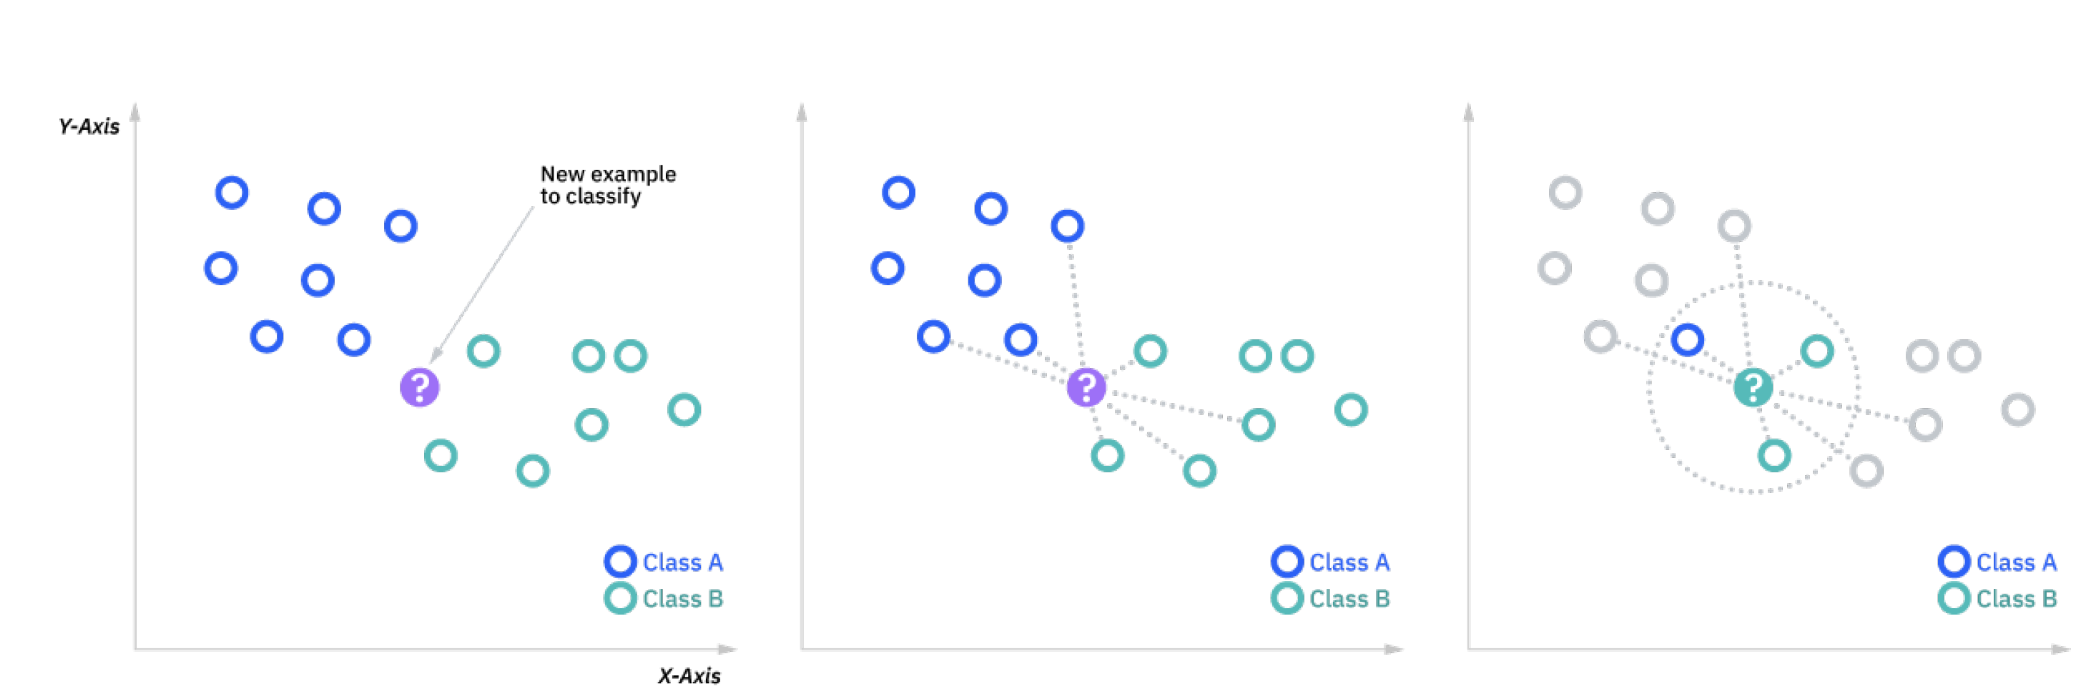 Y-Axis
New example
to classify
?
Class A
Class B
X-Axis
?
Class A
Class B
?
Class A
Class B